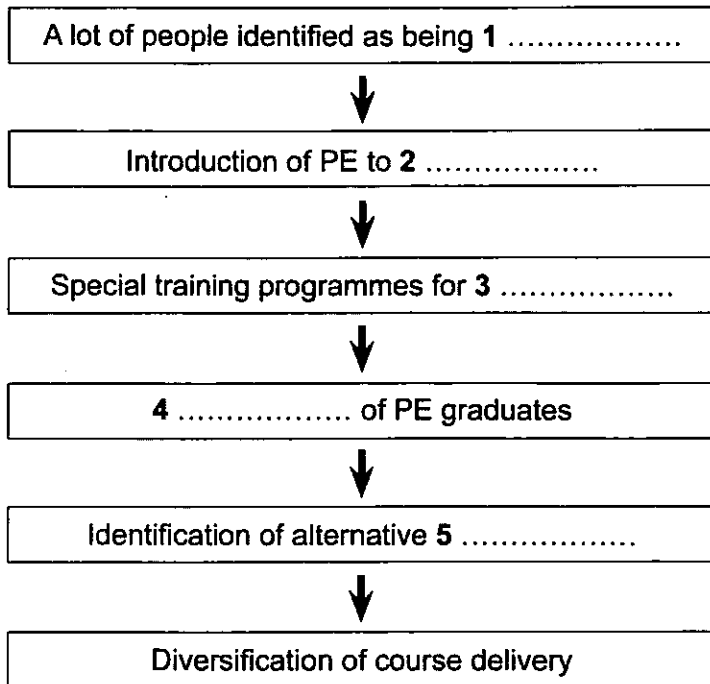 A lot of people identified as being 1 ..................
Introduction of PE to 2 ..................
Special training programmes for 3 ..................
4 .................. of PE graduates
Identification of alternative 5 ..................
Diversification of course delivery